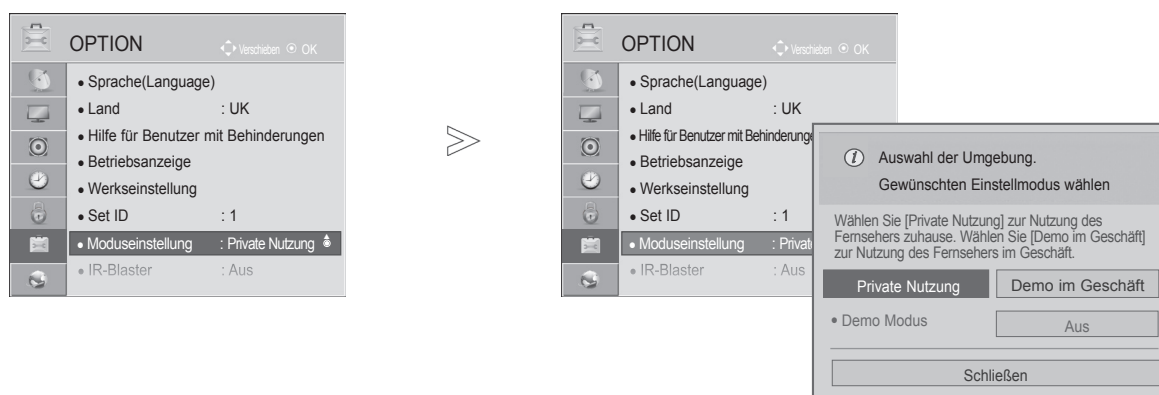 OPTION
Verschieben OK
• Sprache(Language)
• Land : UK
• Hilfe für Benutzer mit Behinderungen
• Betriebsanzeige
• Werkseinstellung
• Set ID : 1
• Moduseinstellung : Private Nutzung
• IR-Blaster : Aus
OPTION
Verschieben OK
• Sprache(Language)
• Land : UK
• Hilfe für Benutzer mit Behinderunge
• Betriebsanzeige
• Werkseinstellung
• Set ID : 1
• Moduseinstellung : Privat
• IR-Blaster : Aus
i Auswahl der Umgebung.
Gewünschten Einstellmodus wählen
Wählen Sie [Private Nutzung] zur Nutzung des
Fernsehers zuhause. Wählen Sie [Demo im Geschäft]
zur Nutzung des Fernsehers im Geschäft.
Private Nutzung Demo im Geschäft
• Demo Modus Aus
Schließen